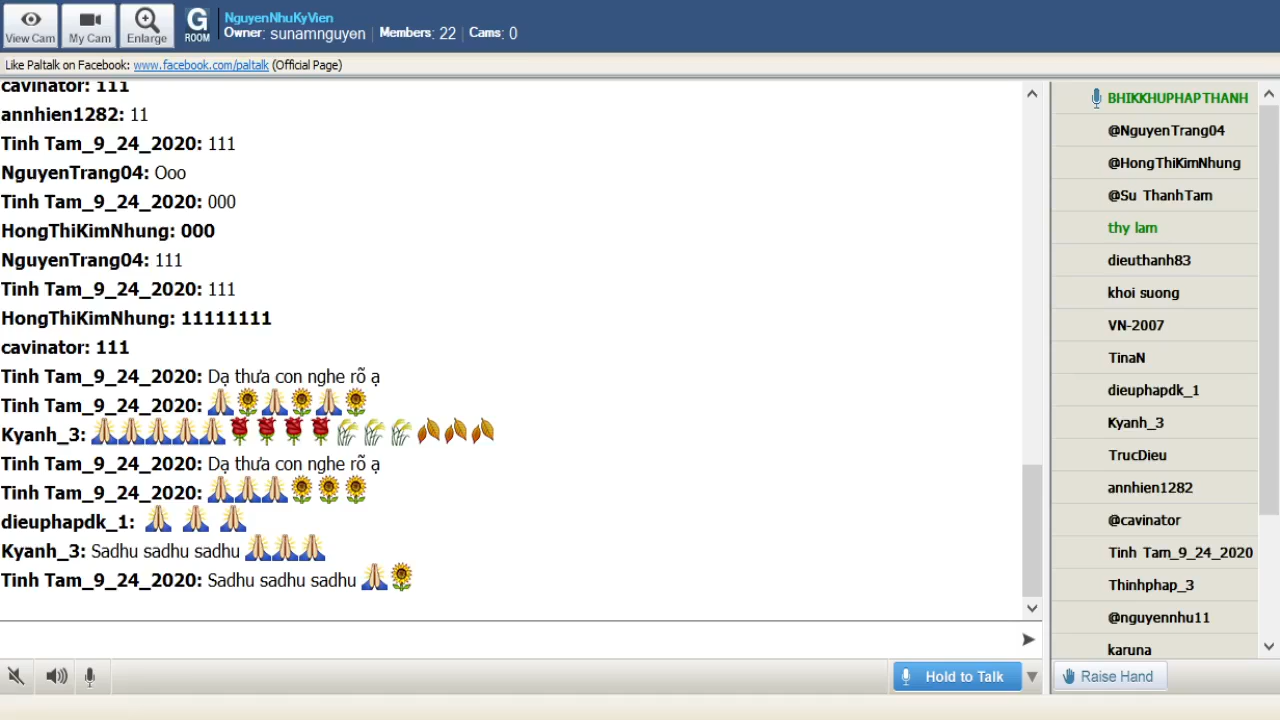 View Cam
My Cam
Enlarge
G
ROOM
NguyenNhuKyVien
Owner: sunamnguyen | Members: 22 | Cams: 0
Like Paltalk on Facebook: www.facebook.com/paltalk (Official Page)
cavinator: 111
annhien1282: 11
Tinh Tam_9_24_2020: 111
NguyenTrang04: Ooo
Tinh Tam_9_24_2020: 000
HongThiKimNhung: 000
NguyenTrang04: 111
Tinh Tam_9_24_2020: 111
HongThiKimNhung: 11111111
cavinator: 111
Tinh Tam_9_24_2020: Dạ thưa con nghe rõ ạ
Tinh Tam_9_24_2020: 🙏🌻🙏🌻🙏🌻
Kyanh_3: 🙏🙏🙏🙏🙏🌹🌹🌹🌹🌾🌾🌾🍂🍂🍂
Tinh Tam_9_24_2020: Dạ thưa con nghe rõ ạ
Tinh Tam_9_24_2020: 🙏🙏🙏🌻🌻🌻
dieuphapdk_1: 🙏 🙏 🙏
Kyanh_3: Sadhu sadhu sadhu 🙏🙏🙏
Tinh Tam_9_24_2020: Sadhu sadhu sadhu 🙏🌻
Hold to Talk
BHIKKHUPHAPTHANH
@NguyenTrang04
@HongThiKimNhung
@Su ThanhTam
thy lam
dieuthanh83
khoi suong
VN-2007
TinaN
dieuphapdk_1
Kyanh_3
TrucDieu
annhien1282
@cavinator
Tinh Tam_9_24_2020
Thinhphap_3
@nguyennhu11
karuna
Raise Hand